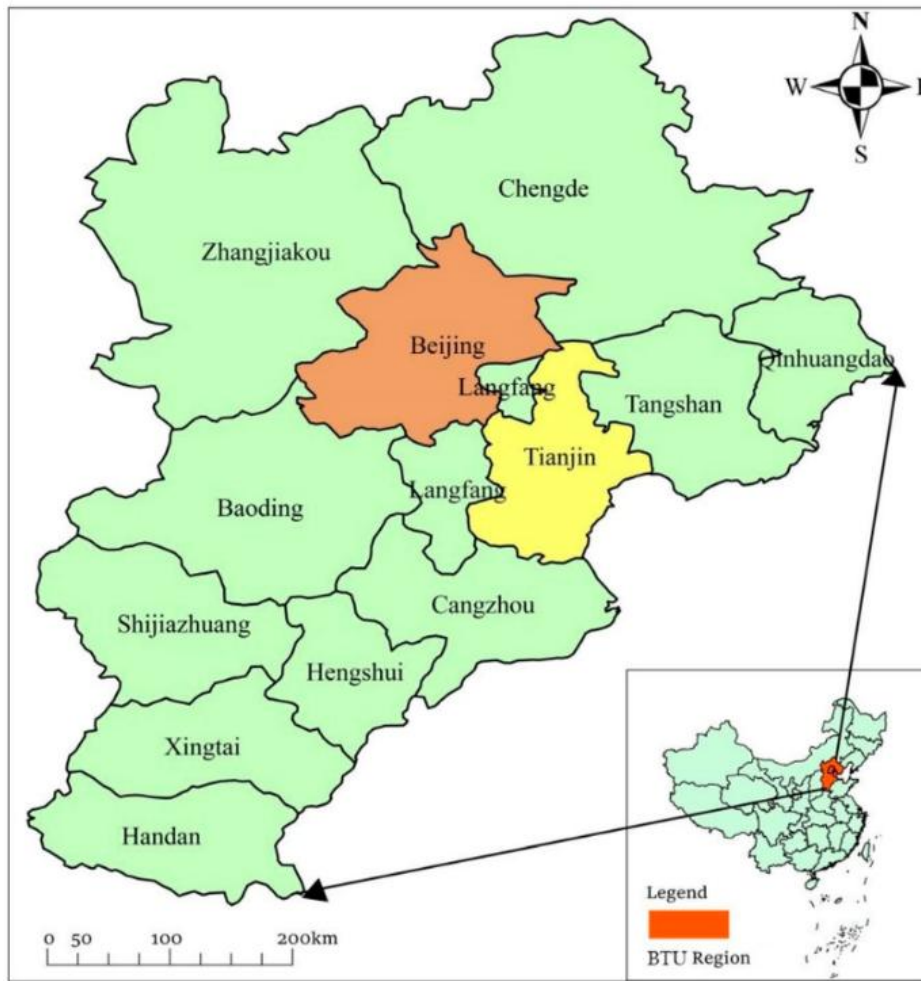 N
W
E
S
Chengde
Zhangjiakou
Beijing
Qinhuangdao
Langfang
Tangshan
Tianjin
Langfang
Baoding
Cangzhou
Shijiazhuang
Hengshui
Xingtai
Handan
0 50 100 200km
Legend
BTU Region